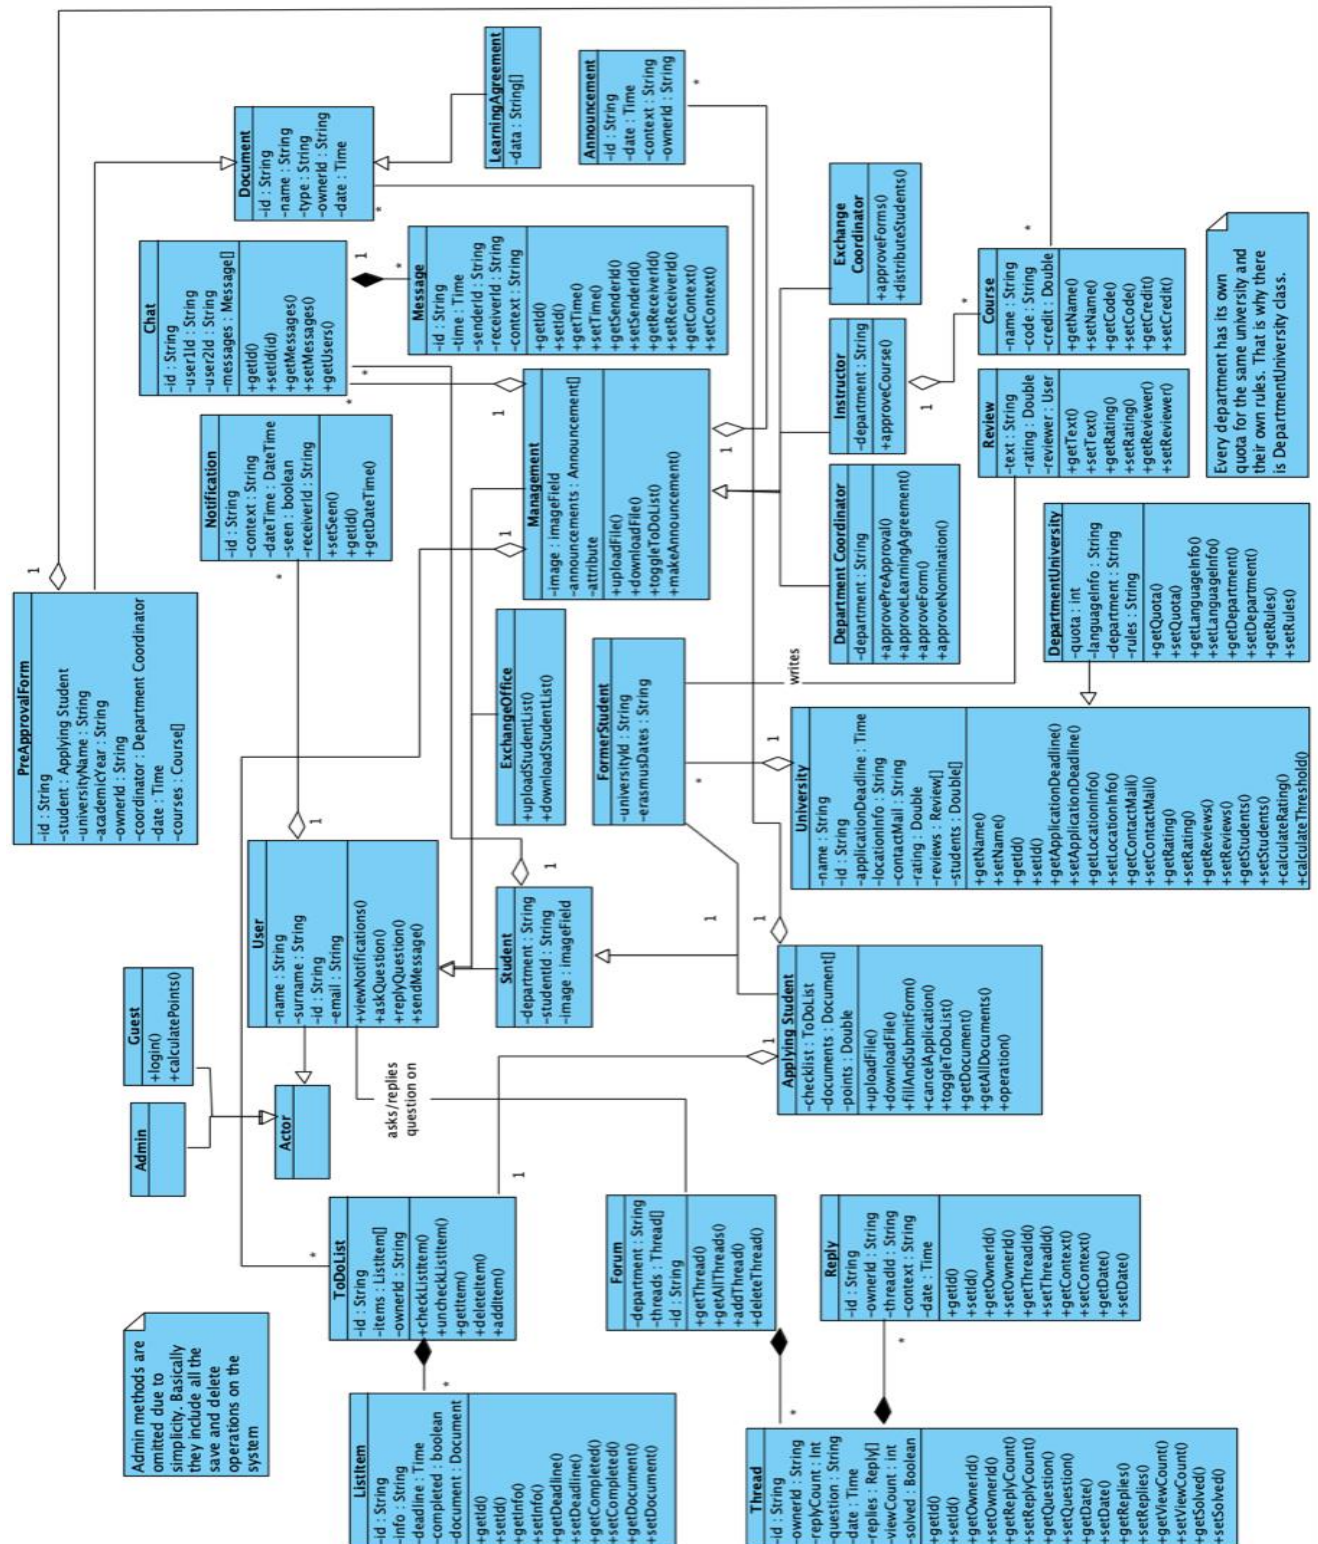 Admin methods are
omitted due to
simplicity. Basically
they include all the
save and delete
operations on the
system
Admin
Guest
+login()
+calculatePoints()
Actor
PreApprovalForm
-id : String
-student : Applying Student
-universityName : String
-academicYear : String
-ownerId : String
-coordinator : Department Coordinator
-date : Time
-courses : Course[]
1
Notification
-id : String
-context : String
-dateTime : DateTime
-seen : boolean
-receiverId : String
+setSeen()
+getId()
+getDateTime()
*
Chat
-id : String
-user1Id : String
-user2Id : String
-messages : Message[]
+getId()
+setId(id)
+getMessages()
+setMessages()
+getUsers()
*
*
1
Document
-id : String
-name : String
-type : String
-ownerId : String
-date : Time
*
User
-name : String
-surname : String
-id : String
-email : String
+viewNotifications()
+askQuestion()
+replyQuestion()
+sendMessage()
1
asks/replies
question on
ToDoList
-id : String
-items : ListItem[]
-ownerId : String
+checkListItem()
+uncheckListItem()
+getItem()
+deleteItem()
+addItem()
*
1
*
ListItem
-id : String
-info : String
-deadline : Time
-completed : boolean
-document : Document
+getId()
+setId()
+getInfo()
+setInfo()
+getDeadline()
+setDeadline()
+getCompleted()
+setCompleted()
+getDocument()
+setDocument()
Student
-department : String
-studentId : String
-image : imageField
1
ExchangeOffice
+uploadStudentList()
+downloadStudentList()
Management
-image : imageField
-announcements : Announcement[]
-attribute
+uploadFile()
+downloadFile()
+toggleToDoList()
+makeAnnouncement()
1
1
1
Message
-id : String
-time : Time
-senderId : String
-receiverId : String
-context : String
+getId()
+setId()
+getTime()
+setTime()
+getSenderId()
+setSenderId()
+getReceiverId()
+setReceiverId()
+getContext()
+setContext()
*
LearningAgreement
-data : String[]
Announcement
-id : String
-date : Time
-context : String
-ownerId : String
*
Forum
-department : String
-threads : Thread[]
-id : String
+getThread()
+getAllThreads()
+addThread()
+deleteThread()
FormerStudent
-universityId : String
-erasmusDates : String
*
1
writes
Thread
-id : String
-ownerId : String
-replyCount : Int
-question : String
-date : Time
-replies : Reply[]
-viewCount : int
-solved : Boolean
+getId()
+setId()
+getOwnerId()
+setOwnerId()
+getReplyCount()
+setReplyCount()
+getQuestion()
+setQuestion()
+getDate()
+setDate()
+getReplies()
+setReplies()
+getViewCount()
+setViewCount()
+getSolved()
+setSolved()
*
*
Reply
-id : String
-ownerId : String
-threadId : String
-context : String
-date : Time
+getId()
+setId()
+getOwnerId()
+setOwnerId()
+getThreadId()
+setThreadId()
+getContext()
+setContext()
+getDate()
+setDate()
Applying Student
-checklist : ToDoList
-documents : Document[]
-points : Double
+uploadFile()
+downloadFile()
+fillAndSubmitForm()
+cancelApplication()
+toggleToDoList()
+getDocument()
+getAllDocuments()
+operation()
1
1
University
-name : String
-id : String
-applicationDeadline : Time
-locationInfo : String
-contactMail : String
-rating : Double
-reviews : Review[]
-students : Double[]
+getName()
+setName()
+getId()
+setId()
+getApplicationDeadline()
+setApplicationDeadline()
+getLocationInfo()
+setLocationInfo()
+getContactMail()
+setContactMail()
+getRating()
+setRating()
+getReviews()
+setReviews()
+getStudents()
+setStudents()
+calculateRating()
+calculateThreshold()
1
Department Coordinator
-department : String
+approvePreApproval()
+approveLearningAgreement()
+approveForm()
+approveNomination()
Instructor
-department : String
+approveCourse()
1
Exchange
Coordinator
+approveForms()
+distributeStudents()
DepartmentUniversity
-quota : int
-languageInfo : String
-department : String
-rules : String
+getQuota()
+setQuota()
+getLanguageInfo()
+setLanguageInfo()
+getDepartment()
+setDepartment()
+getRules()
+setRules()
Review
-text : String
-rating : Double
-reviewer : User
+getText()
+setText()
+getRating()
+setRating()
+getReviewer()
+setReviewer()
Course
-name : String
-code : String
-credit : Double
+getName()
+setName()
+getCode()
+setCode()
+getCredit()
+setCredit()
*
*
Every department has its own
quota for the same university and
their own rules. That is why there
is DepartmentUniversity class.